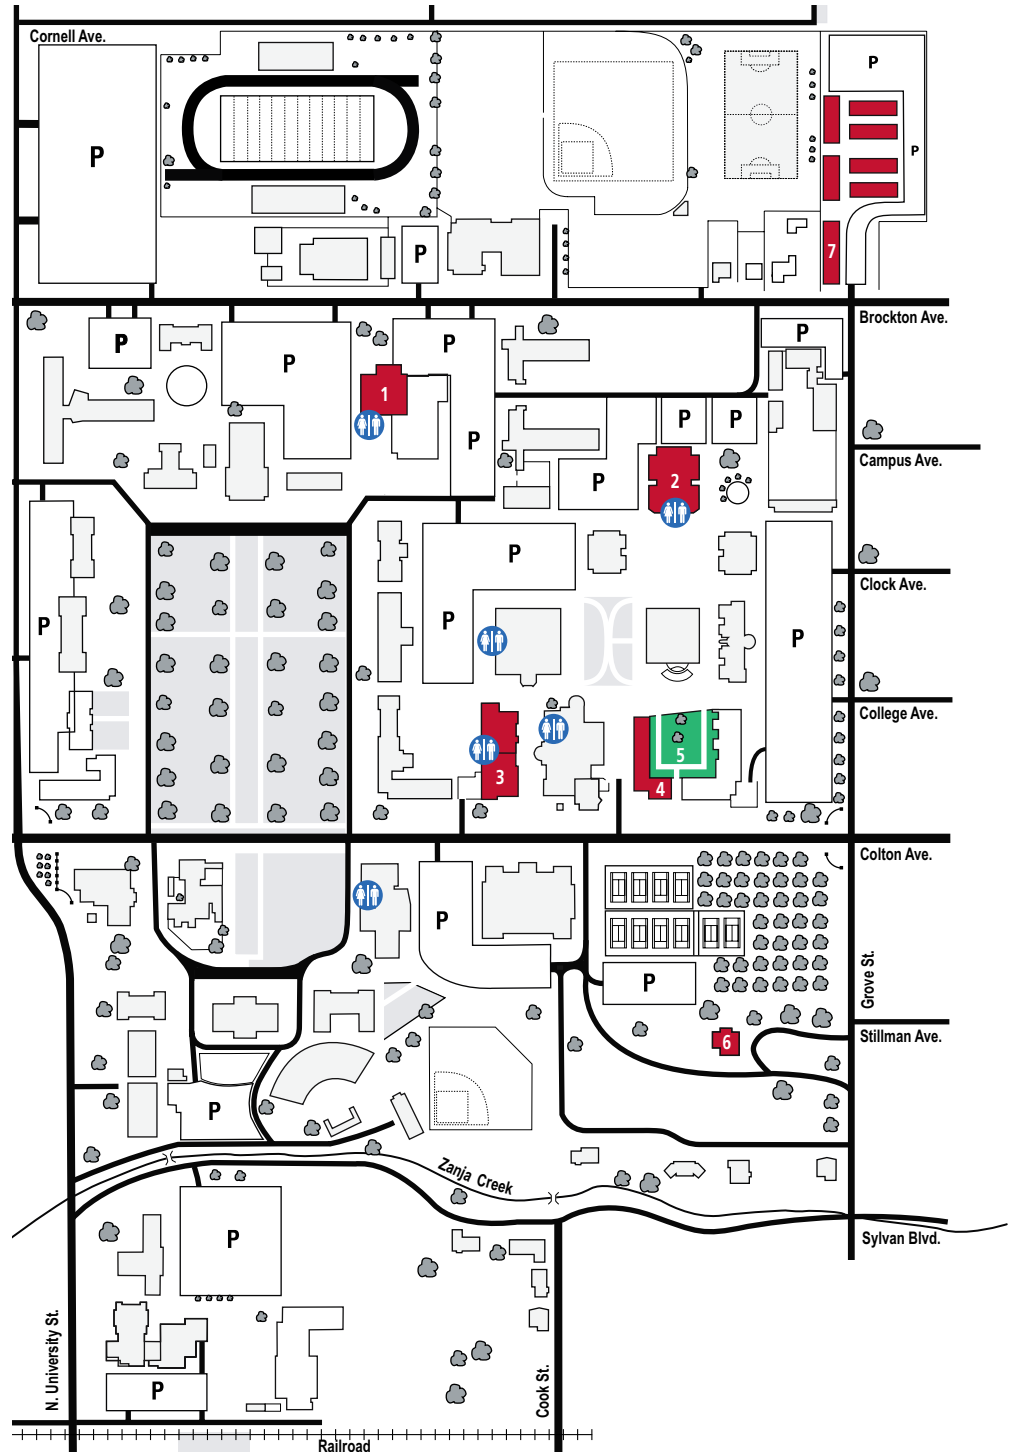 Cornell Ave.
P
P
P
P
7
Brockton Ave.
P
P
P
P
1
P
P
P
Campus Ave.
P
2
P
Clock Ave.
P
P
P
College Ave.
3
5
4
Colton Ave.
P
P
Grove St.
Stillman Ave.
6
P
Zanja Creek
P
Sylvan Blvd.
N. University St.
Cook St.
P
Railroad